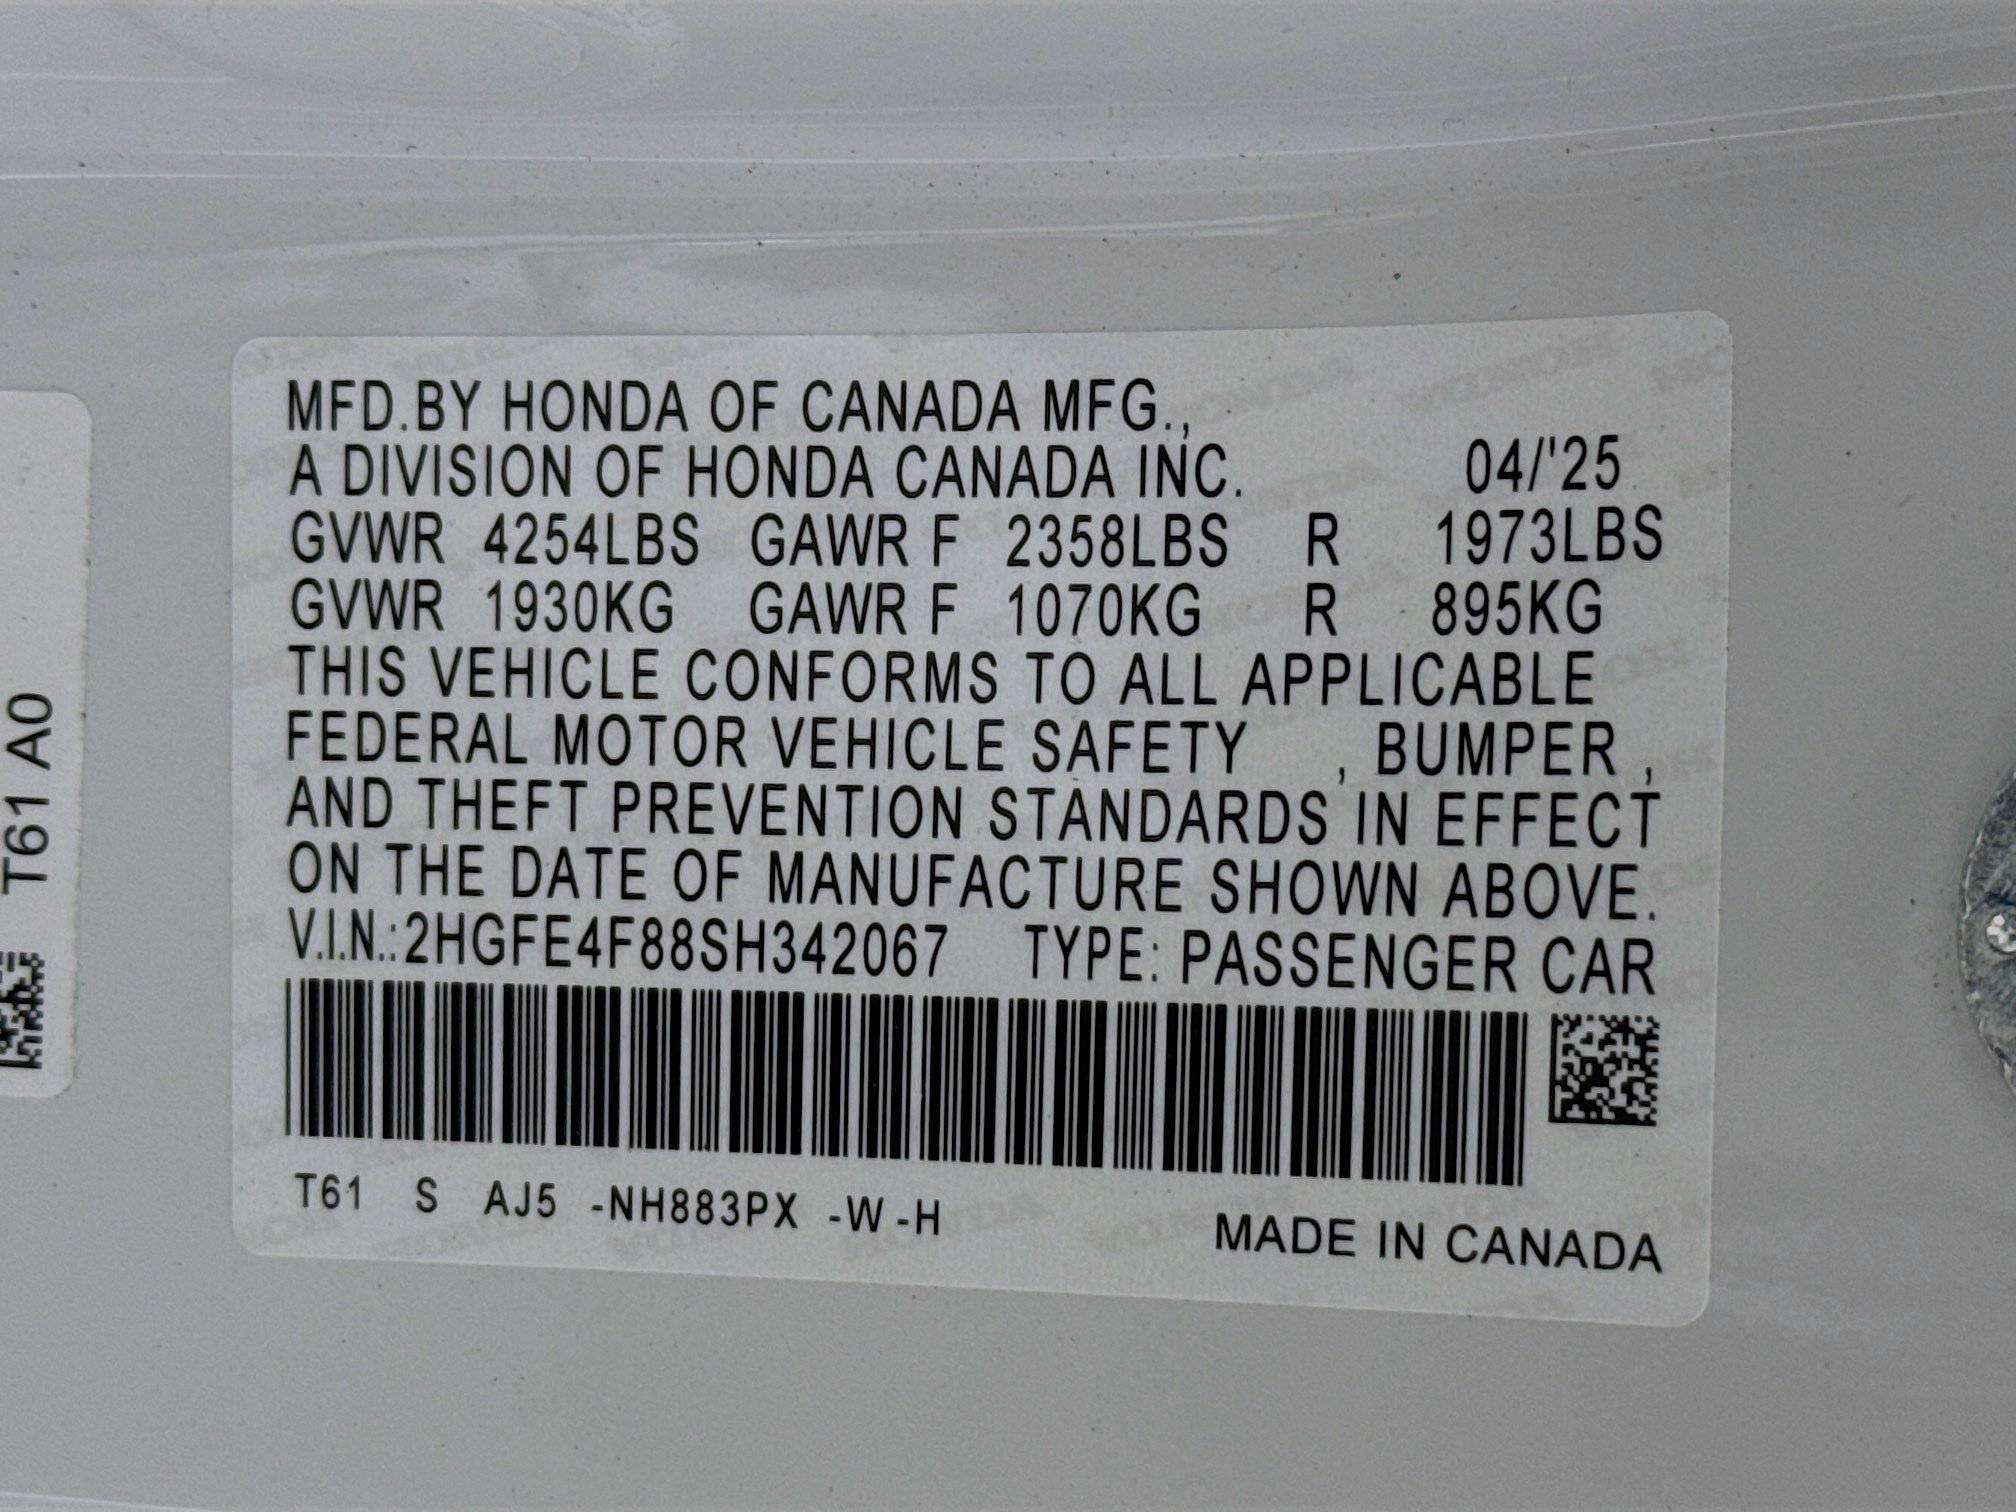 MFD.BY HONDA OF CANADA MFG.,
A DIVISION OF HONDA CANADA INC. 04/'25
GVWR 4254LBS GAWR F 2358LBS R 1973LBS
GVWR 1930KG GAWR F 1070KG R 895KG
THIS VEHICLE CONFORMS TO ALL APPLICABLE
FEDERAL MOTOR VEHICLE SAFETY , BUMPER ,
AND THEFT PREVENTION STANDARDS IN EFFECT
ON THE DATE OF MANUFACTURE SHOWN ABOVE.
V.I.N.:2HGFE4F88SH342067 TYPE: PASSENGER CAR
T61 S AJ5 -NH883PX -W-H
MADE IN CANADA
T61 A0